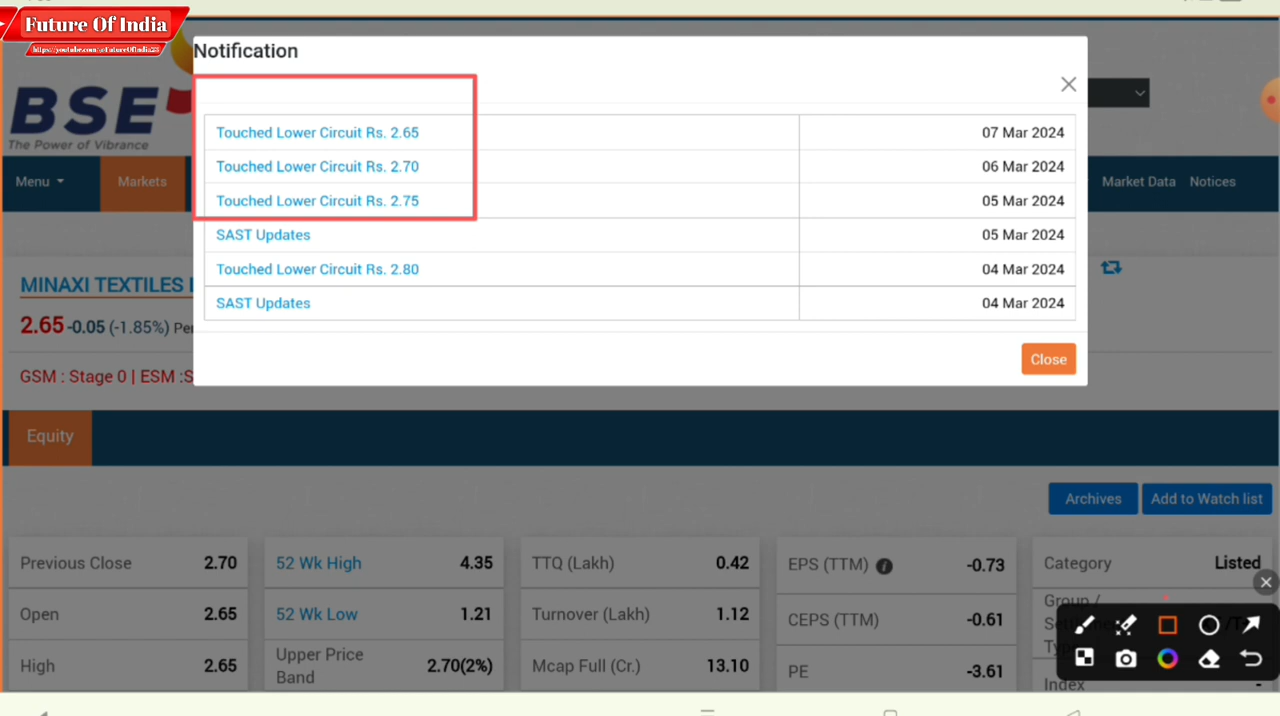 Future Of India
https://youtube.com/@FutureOfIndia23
Notification
BSE
The Power of Vibrance
Touched Lower Circuit Rs. 2.65 07 Mar 2024
Touched Lower Circuit Rs. 2.70 06 Mar 2024
Touched Lower Circuit Rs. 2.75 05 Mar 2024
SAST Updates 05 Mar 2024
Touched Lower Circuit Rs. 2.80 04 Mar 2024
SAST Updates 04 Mar 2024
Close
Menu Markets Market Data Notices
MINAXI TEXTILES L
2.65 -0.05 (-1.85%)
GSM : Stage 0 | ESM :S
Equity
Archives Add to Watch list
Previous Close 2.70 52 Wk High 4.35 TTQ (Lakh) 0.42 EPS (TTM) -0.73 Category Listed
Open 2.65 52 Wk Low 1.21 Turnover (Lakh) 1.12 CEPS (TTM) -0.61 Group /
High 2.65 Upper Price Band 2.70(2%) Mcap Full (Cr.) 13.10 PE -3.61
Index -